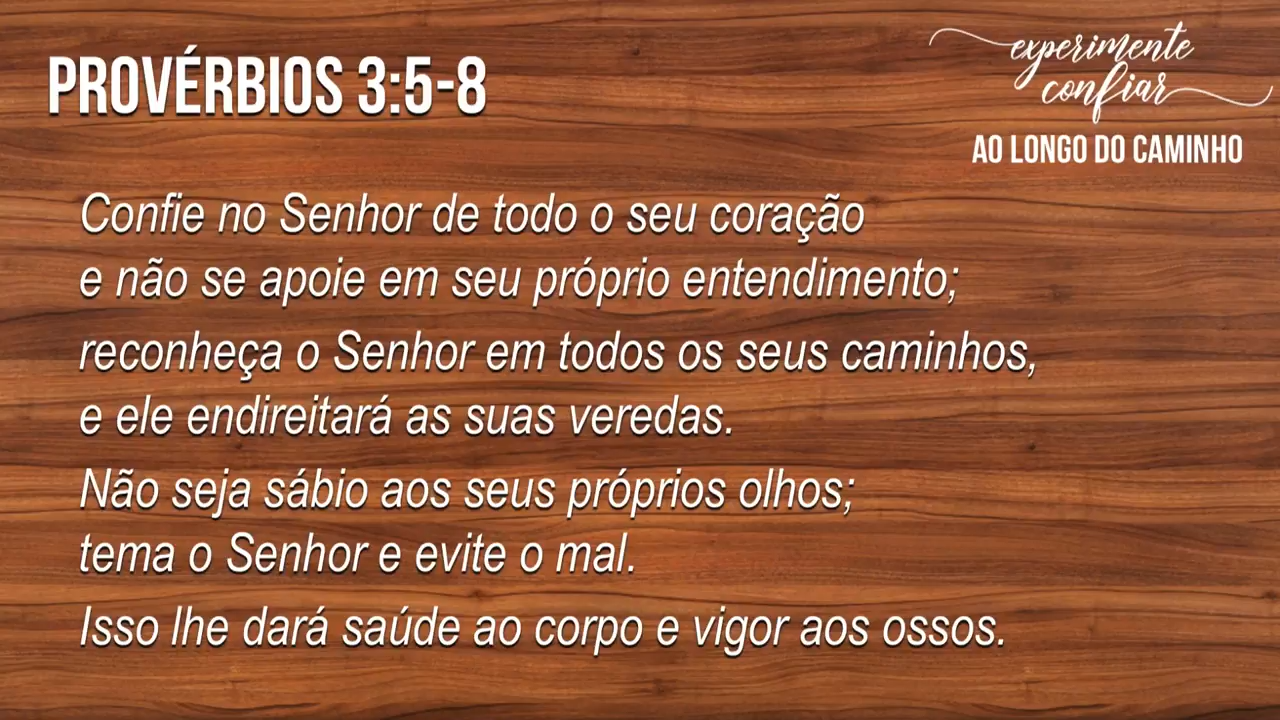 PROVÉRBIOS 3:5-8
experimente
confiar
AO LONGO DO CAMINHO
Confie no Senhor de todo o seu coração
e não se apoie em seu próprio entendimento;
reconheça o Senhor em todos os seus caminhos,
e ele endireitará as suas veredas.
Não seja sábio aos seus próprios olhos;
tema o Senhor e evite o mal.
Isso lhe dará saúde ao corpo e vigor aos ossos.